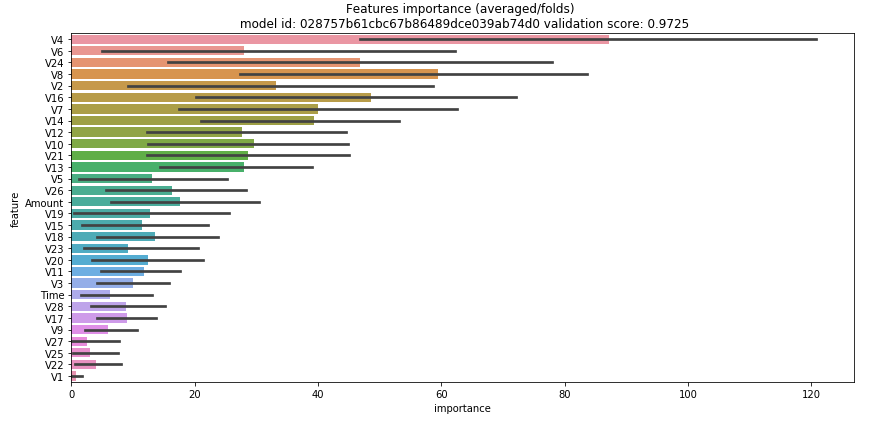 Features importance (averaged/folds)
model id: 028757b61cbc67b86489dce039ab74d0 validation score: 0.9725
V4
V6
V24
V8
V2
V16
V7
V14
V12
V10
V21
V13
V5
V26
Amount
V19
V15
V18
V23
V20
V11
V3
Time
V28
V17
V9
V27
V25
V22
V1
feature
0 20 40 60 80 100 120
importance